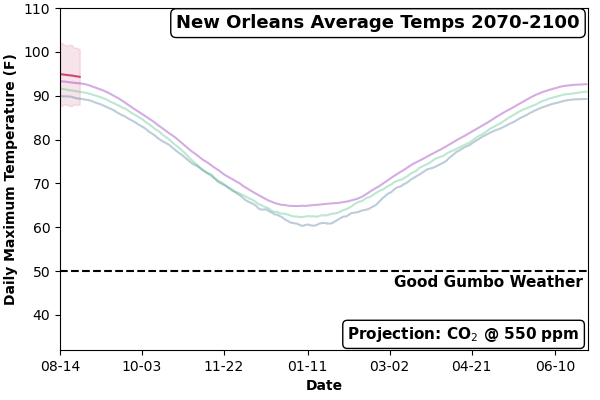 New Orleans Average Temps 2070-2100
Daily Maximum Temperature (F)
110
100
90
80
70
60
50
40
Good Gumbo Weather
Projection: CO₂ @ 550 ppm
08-14 10-03 11-22 01-11 03-02 04-21 06-10
Date